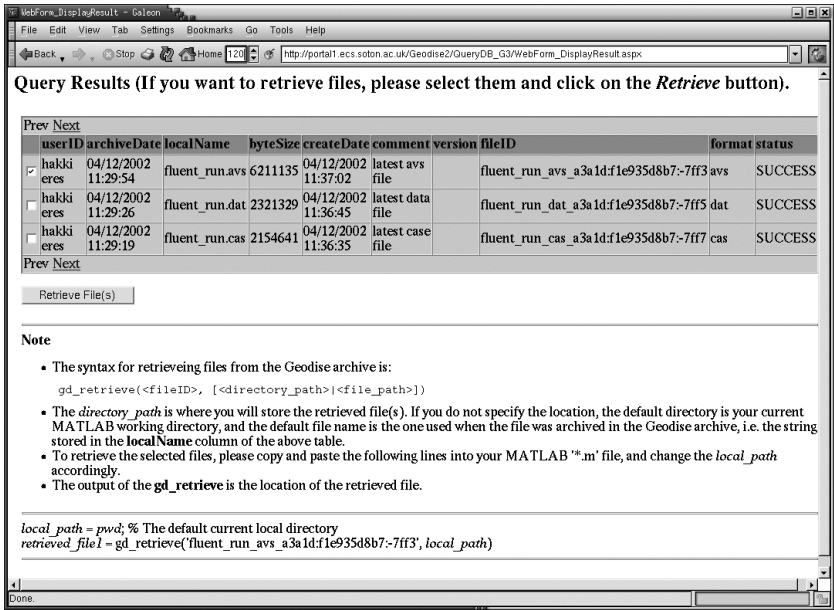 WebForm_DisplayResult - Galeon
File Edit View Tab Settings Bookmarks Go Tools Help
Back Stop Home 120 http://portal1.ecs.soton.ac.uk/Geodise2/QueryDB_G3/WebForm_DisplayResult.aspx
Query Results (If you want to retrieve files, please select them and click on the Retrieve button).
Prev Next
userID archiveDate localName byteSize createDate comment version fileID format status
hakki 04/12/2002 fluent_run.avs 6211135 04/12/2002 latest avs fluent_run_avs_a3a1d:f1e935d8b7:-7ff3 avs SUCCESS
eres 11:29:54 11:37:02 file
hakki 04/12/2002 fluent_run.dat 2321329 04/12/2002 latest data fluent_run_dat_a3a1d:f1e935d8b7:-7ff5 dat SUCCESS
eres 11:29:26 11:36:45 file
hakki 04/12/2002 fluent_run.cas 2154641 04/12/2002 latest case fluent_run_cas_a3a1d:f1e935d8b7:-7ff7 cas SUCCESS
eres 11:29:19 11:36:35 file
Prev Next
Retrieve File(s)
Note
• The syntax for retrieveing files from the Geodise archive is:
gd_retrieve(<fileID>, [<directory_path>|<file_path>])
• The directory_path is where you will store the retrieved file(s). If you do not specify the location, the default directory is your current
MATLAB working directory, and the default file name is the one used when the file was archived in the Geodise archive, i.e. the string
stored in the localName column of the above table.
• To retrieve the selected files, please copy and paste the following lines into your MATLAB '*.m' file, and change the local_path
accordingly.
• The output of the gd_retrieve is the location of the retrieved file.
local_path = pwd; % The default current local directory
retrieved_file1 = gd_retrieve('fluent_run_avs_a3a1d:f1e935d8b7:-7ff3', local_path)
Done.